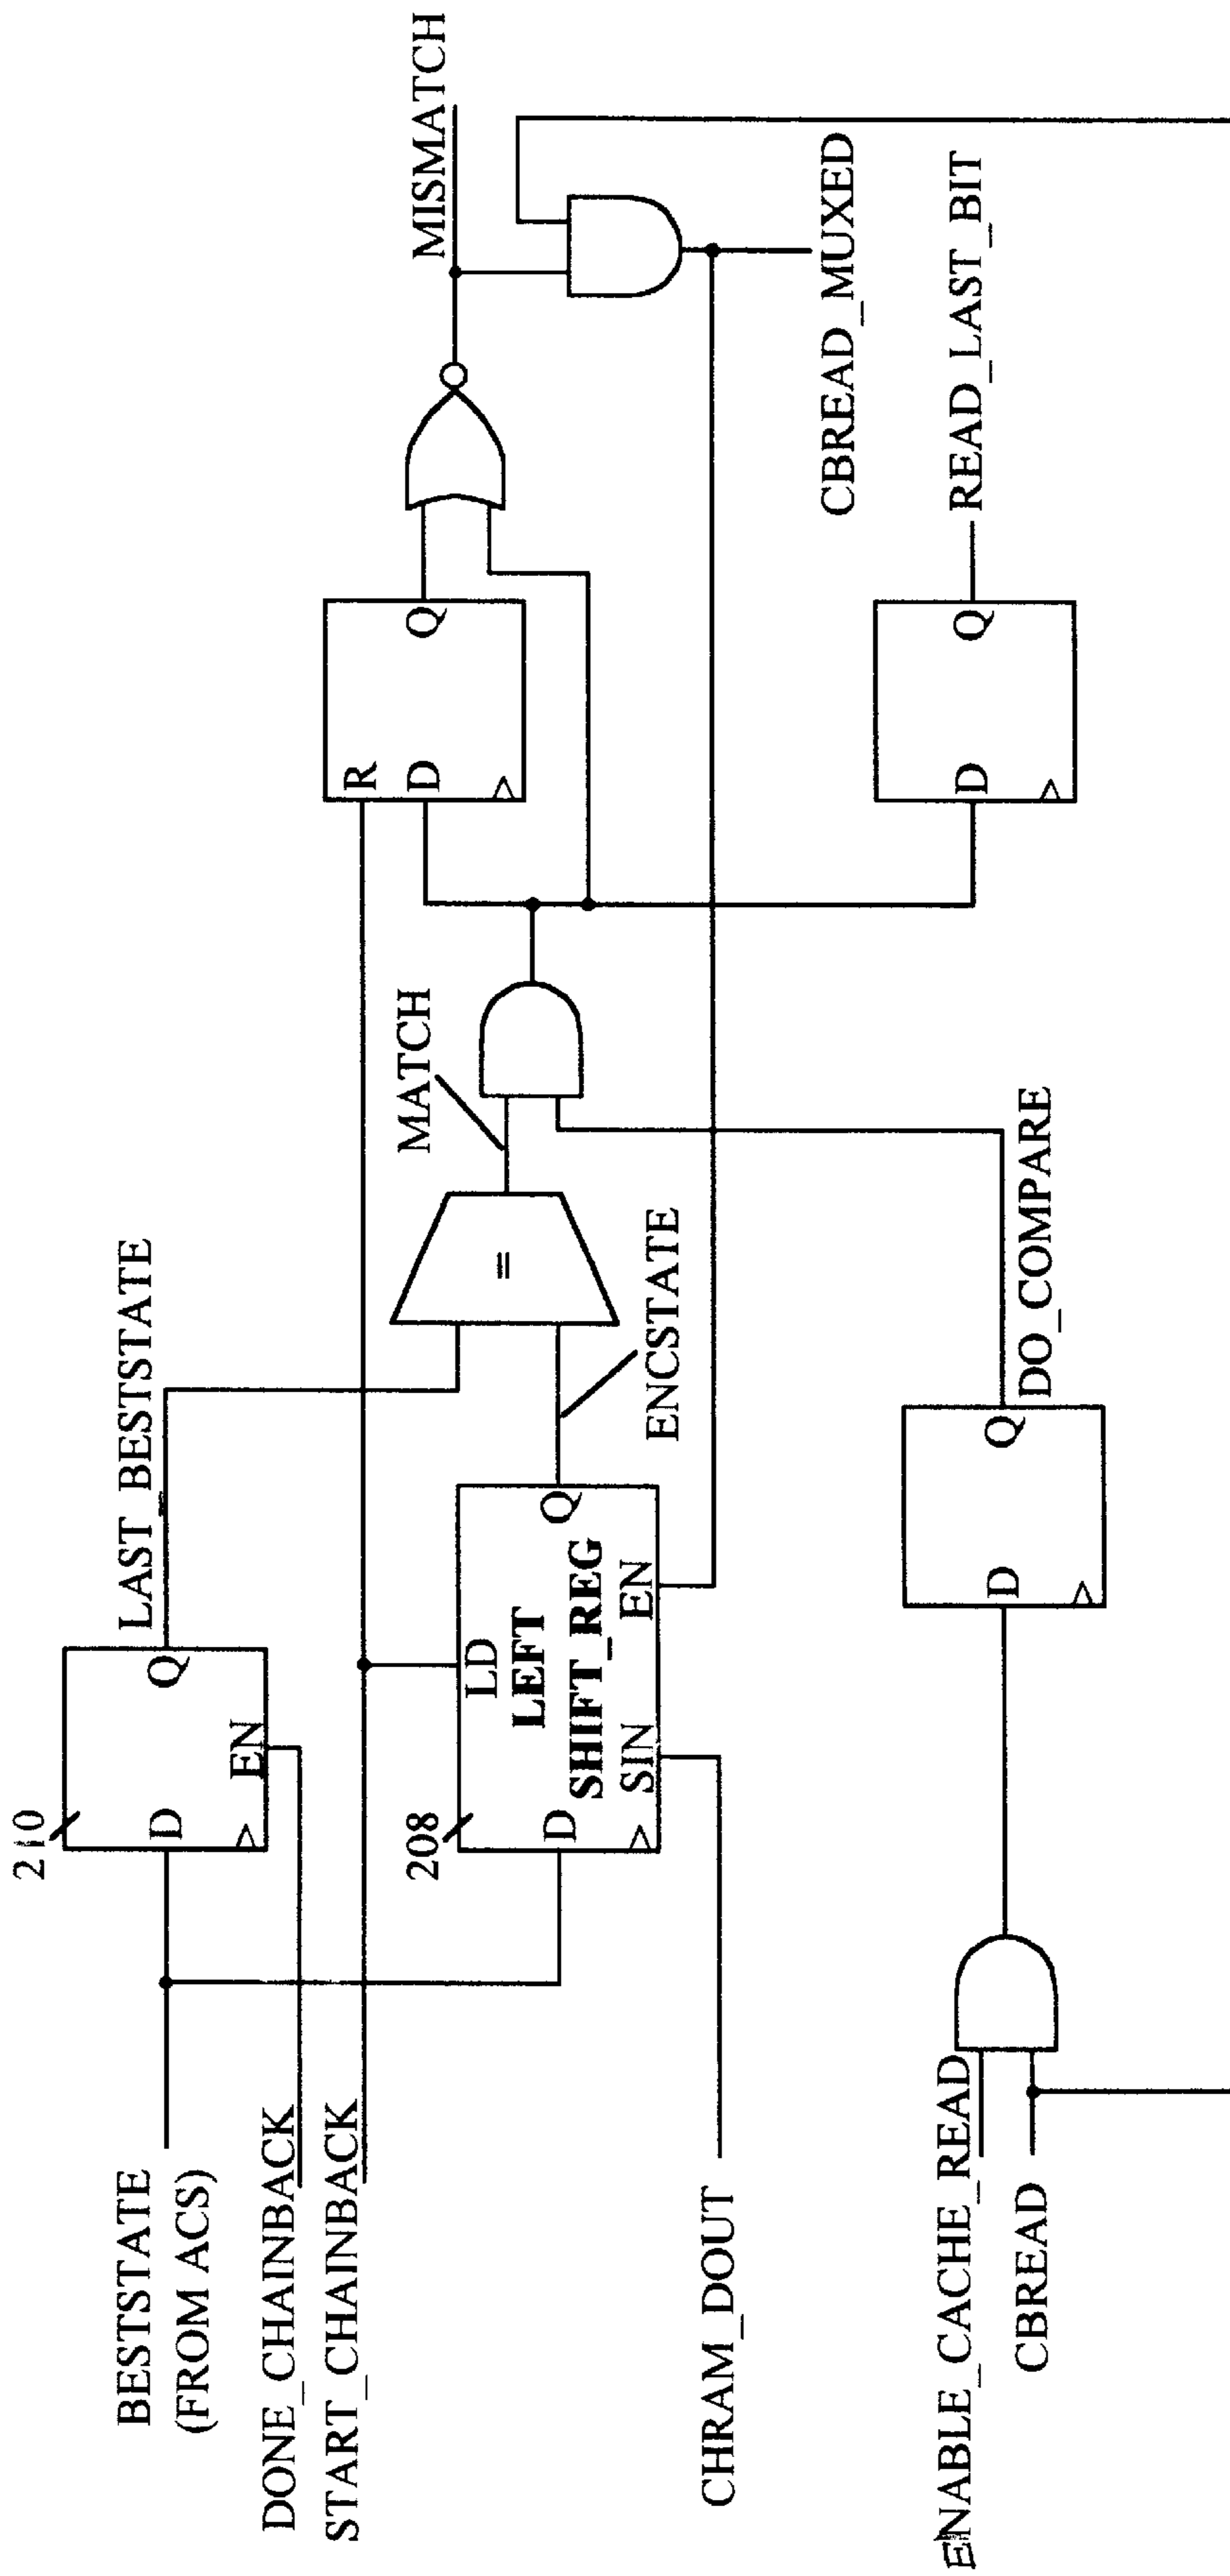 BESTSTATE
(FROM ACS)
DONE_CHAINBACK
START_CHAINBACK
CHRAM_DOUT
ENABLE_CACHE_READ
CBREAD
210
D
Q
EN
LAST_BESTSTATE
208
D
LD
LEFT
SHIFT_REG
SIN
EN
Q
ENCSTATE
=
MATCH
D
Q
DO_COMPARE
R
D
Q
D
Q
MISMATCH
CBREAD_MUXED
READ_LAST_BIT